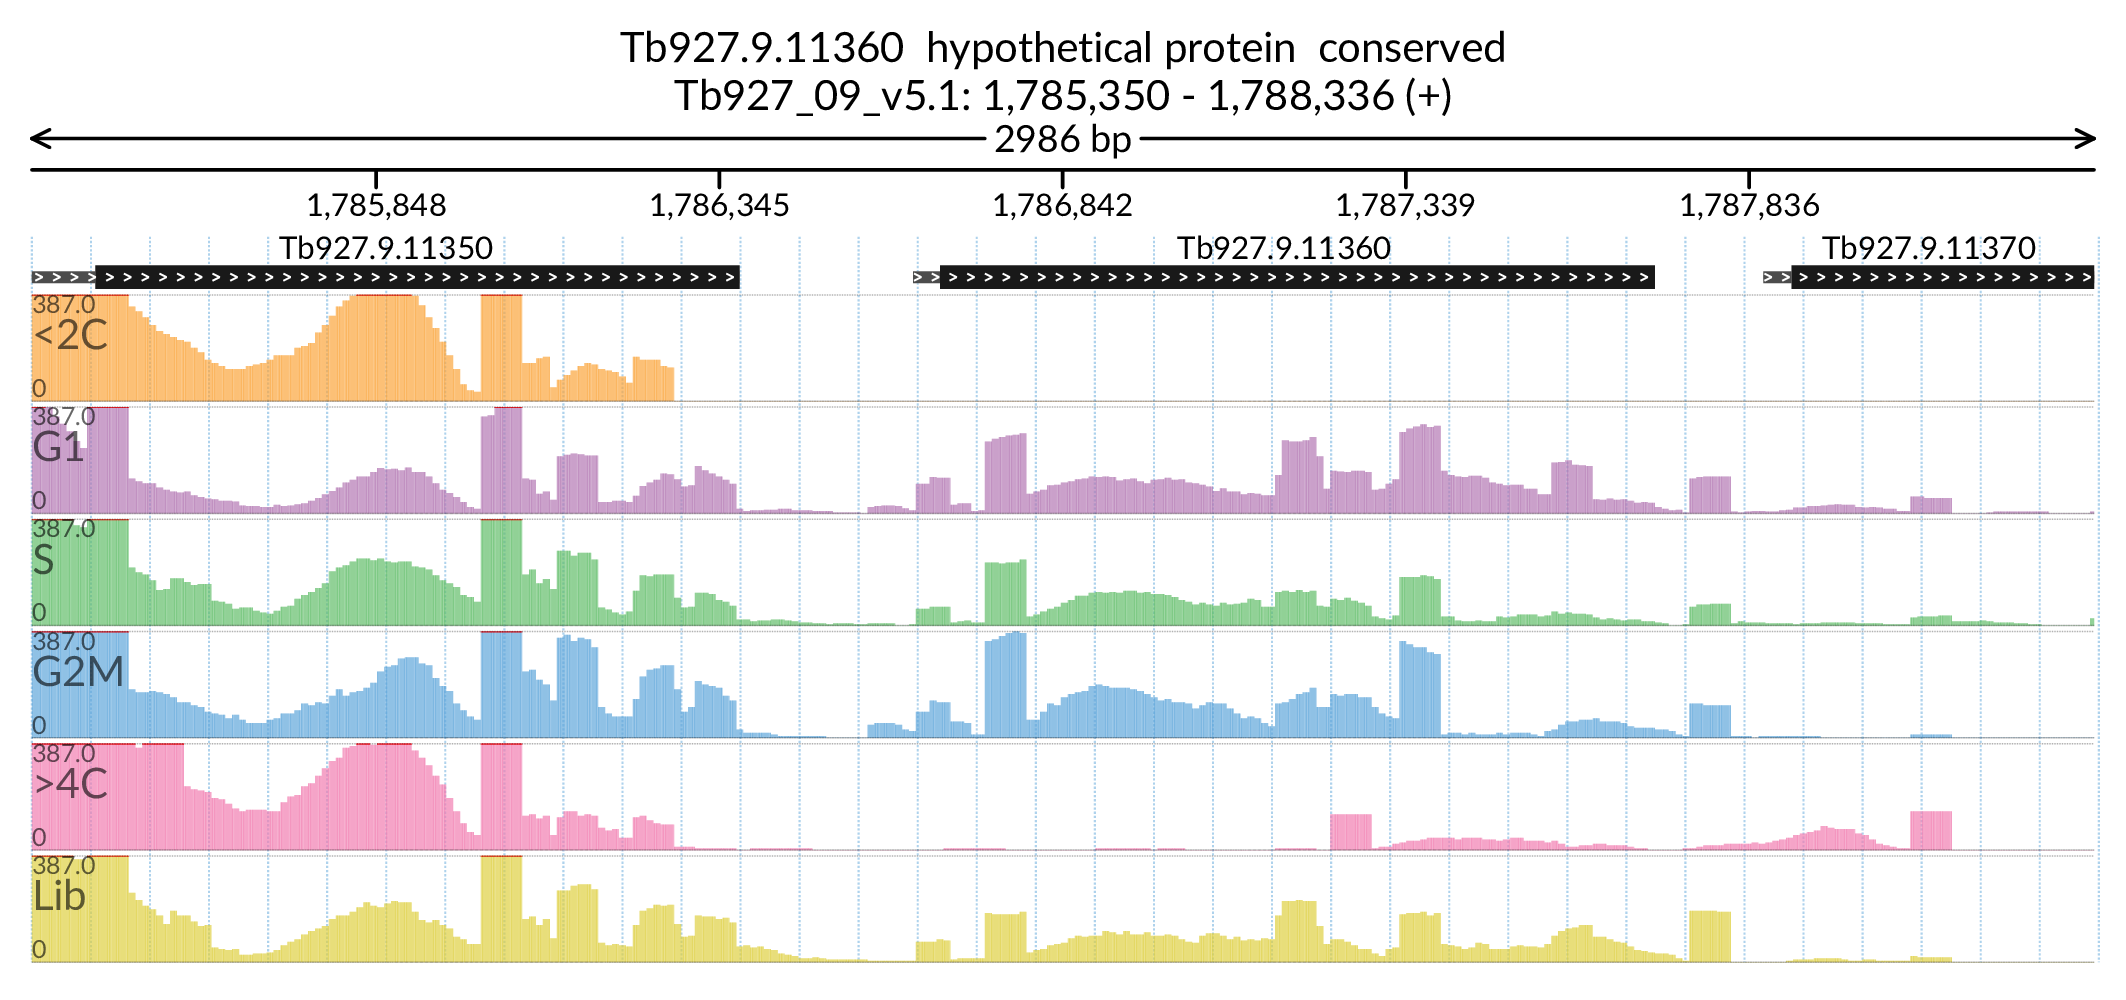 Tb927.9.11360  hypothetical protein  conserved
Tb927_09_v5.1: 1,785,350 - 1,788,336 (+)
2986 bp
1,785,848 1,786,345 1,786,842 1,787,339 1,787,836
Tb927.9.11350 Tb927.9.11360 Tb927.9.11370
387.0
<2C
0
387.0
G1
0
387.0
S
0
387.0
G2M
0
387.0
>4C
0
387.0
Lib
0